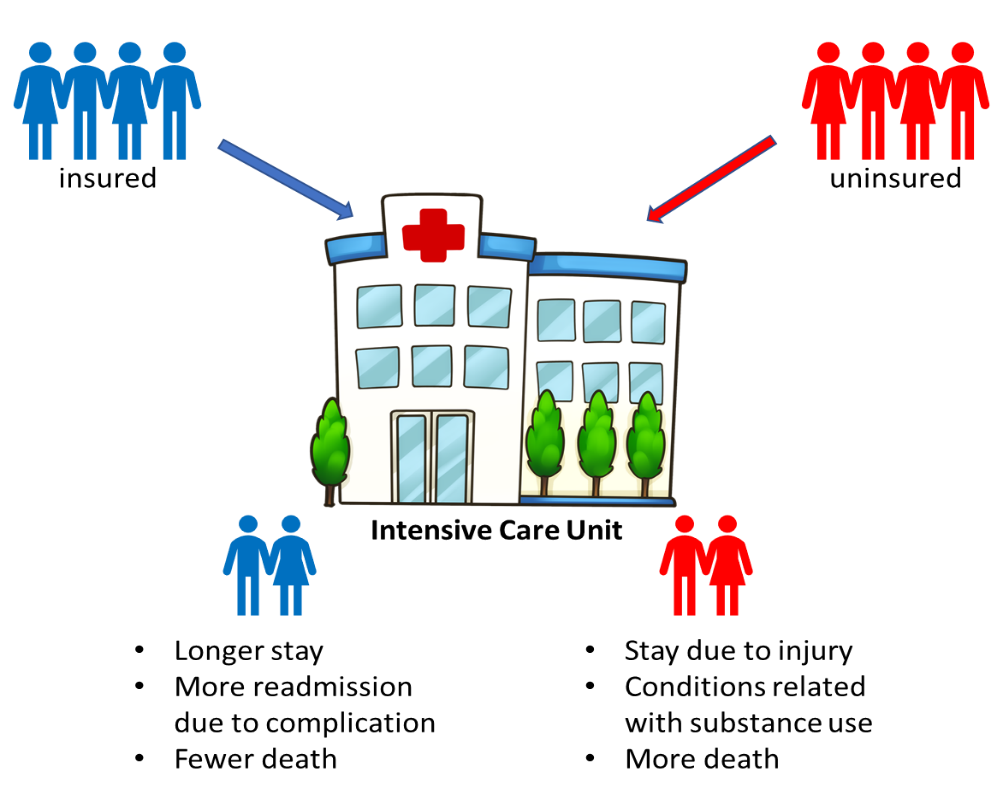 insured
uninsured
Intensive Care Unit
• Longer stay
• More readmission
due to complication
• Fewer death
• Stay due to injury
• Conditions related
with substance use
• More death